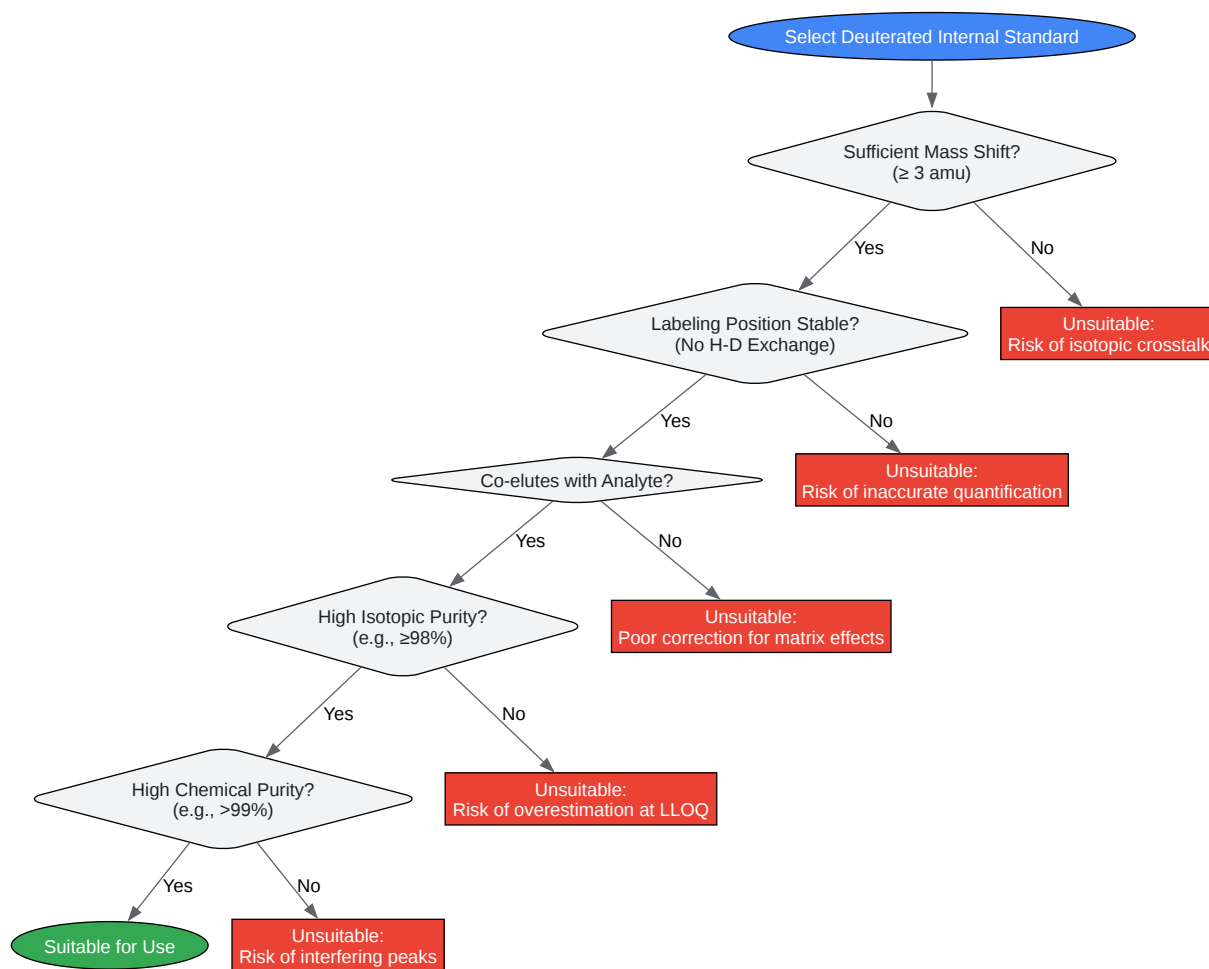 Select Deuterated Internal Standard
Sufficient Mass Shift?
(≥ 3 amu)
Yes
No
Labeling Position Stable?
(No H-D Exchange)
Unsuitable:
Risk of isotopic crosstalk
Yes
No
Co-elutes with Analyte?
Unsuitable:
Risk of inaccurate quantification
Yes
No
High Isotopic Purity?
(e.g., ≥98%)
Unsuitable:
Poor correction for matrix effects
Yes
No
High Chemical Purity?
(e.g., >99%)
Unsuitable:
Risk of overestimation at LLOQ
Yes
No
Suitable for Use
Unsuitable:
Risk of interfering peaks